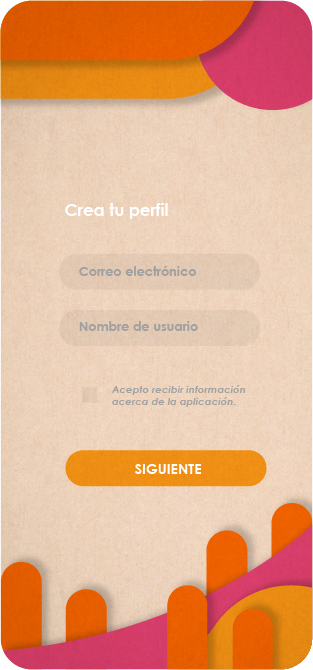 Crea tu perfil
Correo electrónico
Nombre de usuario
Acepto recibir información
acerca de la aplicación.
SIGUIENTE